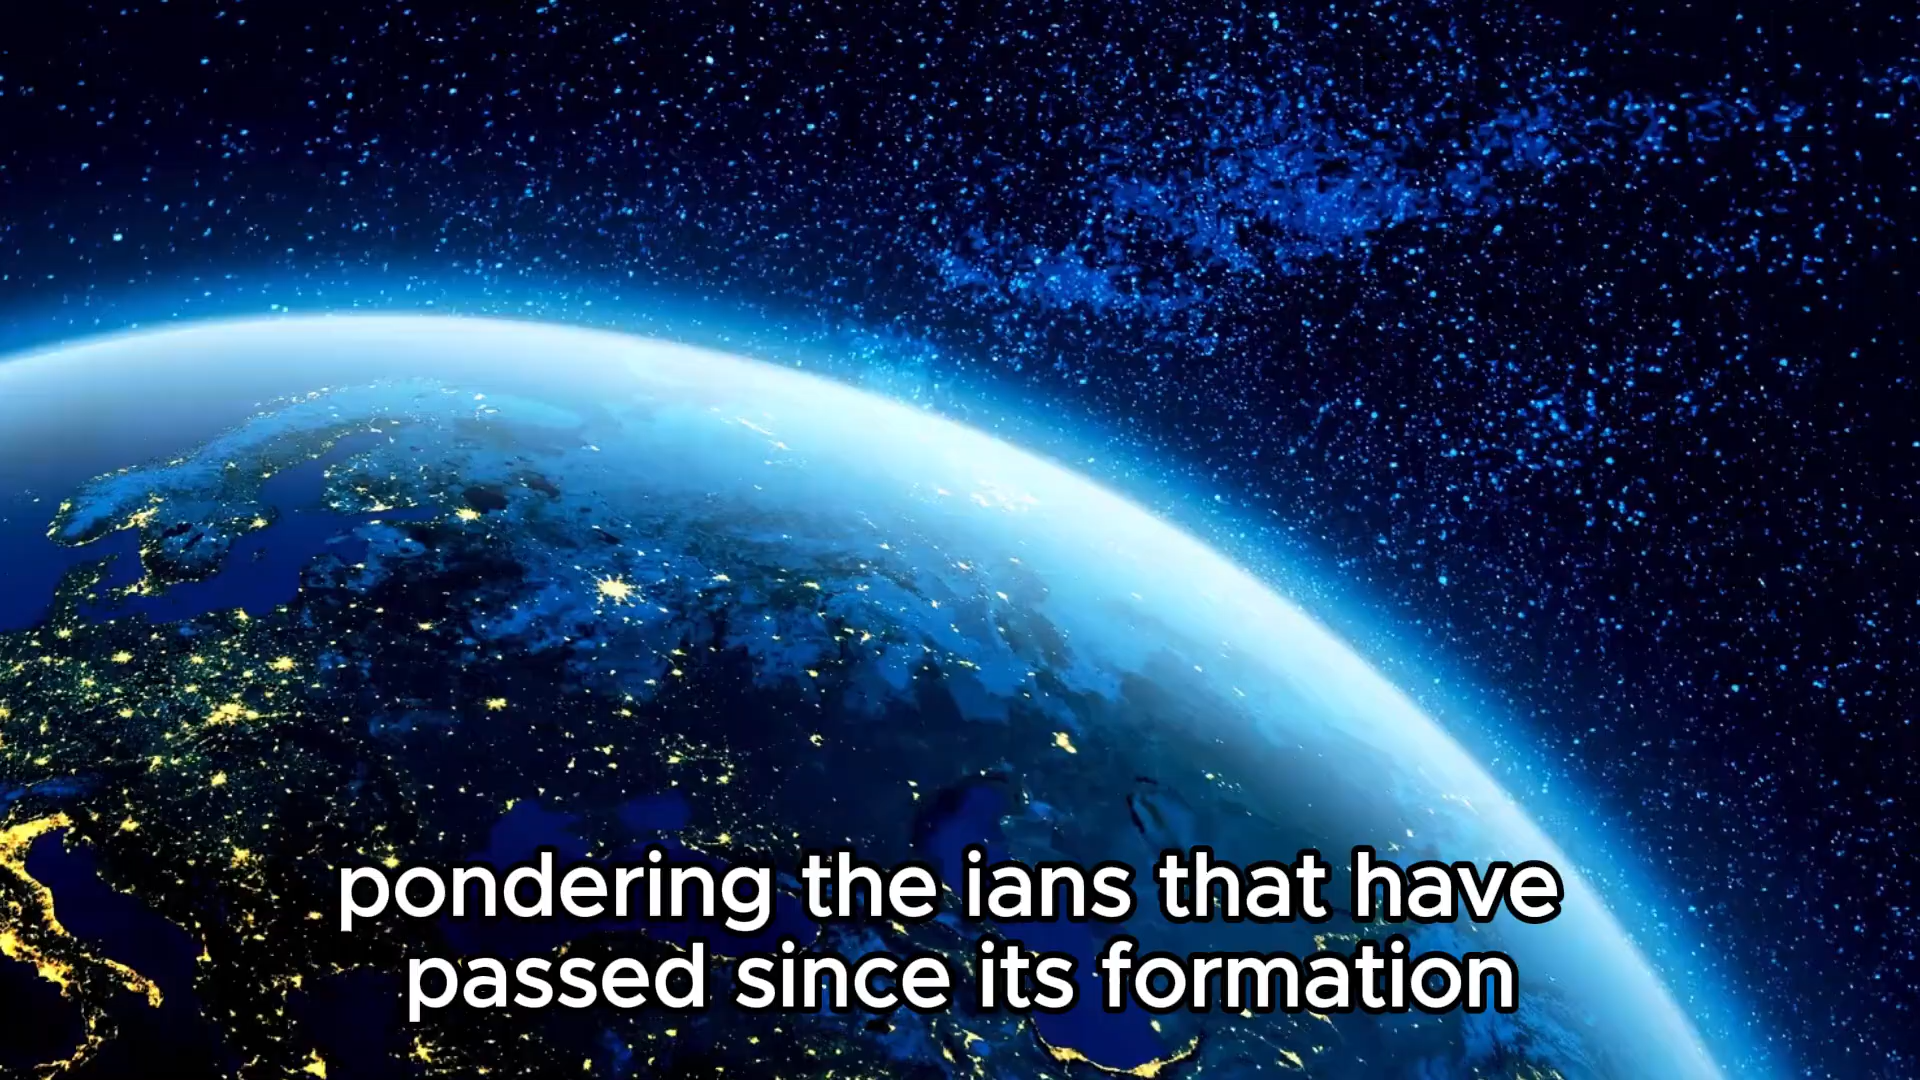 pondering the ians that have
passed since its formation